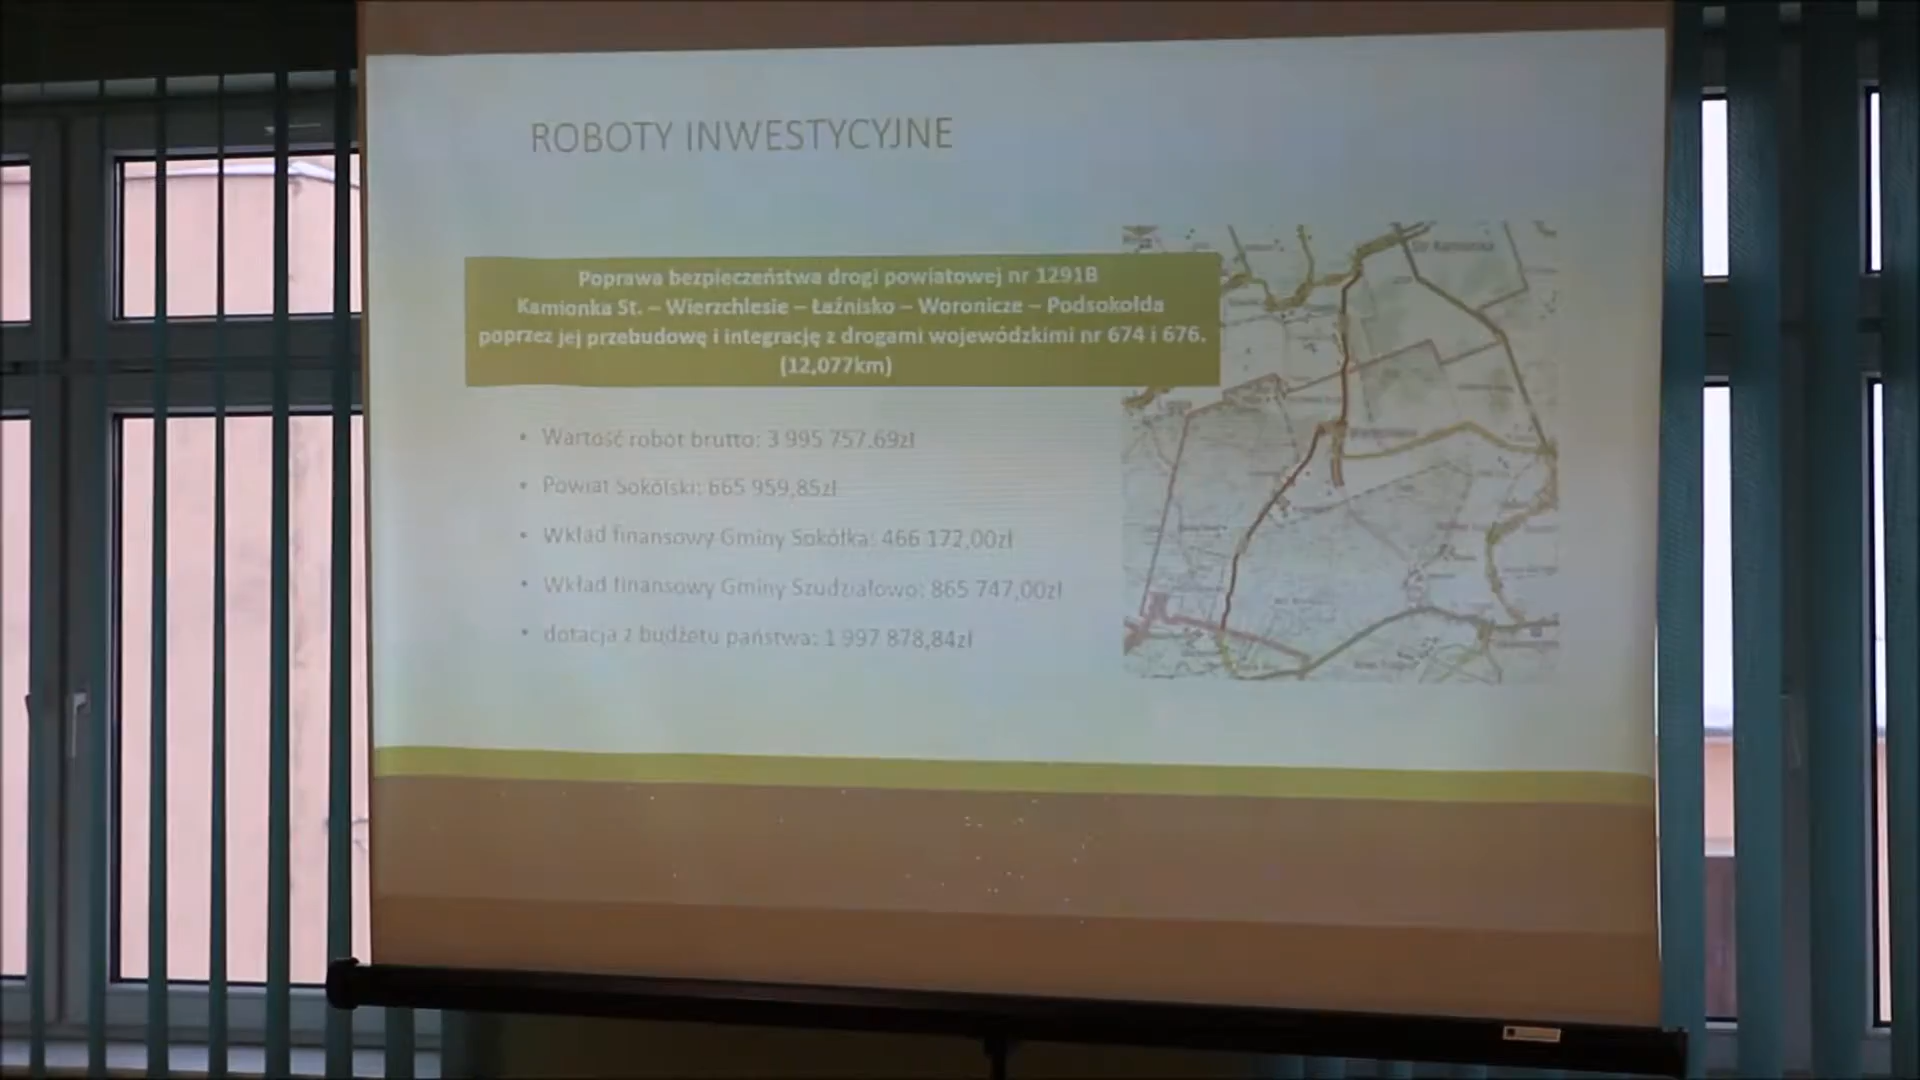 ROBOTY INWESTYCYJNE
Poprawa bezpieczeństwa drogi powiatowej nr 1291B
Kamionka St. – Wierzchlesie – Łaźnisko – Woronicze – Podsokołda
poprzez jej przebudowę i integrację z drogami wojewódzkimi nr 674 i 676.
(12,077km)
• Wartość robót brutto: 3 995 757.69zł
• Powiat Sokólski: 665 959,85zł
• Wkład finansowy Gminy Sokółka: 466 172,00zł
• Wkład finansowy Gminy Szudziałowo: 865 747,00zł
• dotacja z budżetu państwa: 1 997 878,84zł